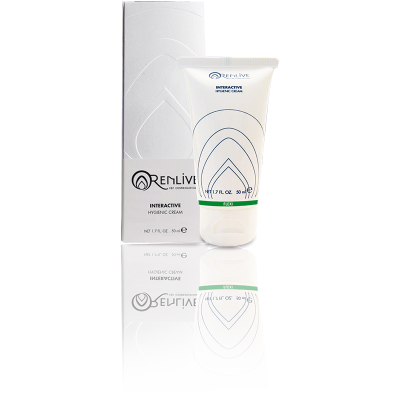 RENLIVE
INTERACTIVE
HYGIENIC CREAM
NET 1.7 FL. OZ. 50 ml e
FLEXI
RENLIVE
INTERACTIVE
HYGIENIC CREAM
NET 1.7 FL. OZ. 50 ml e